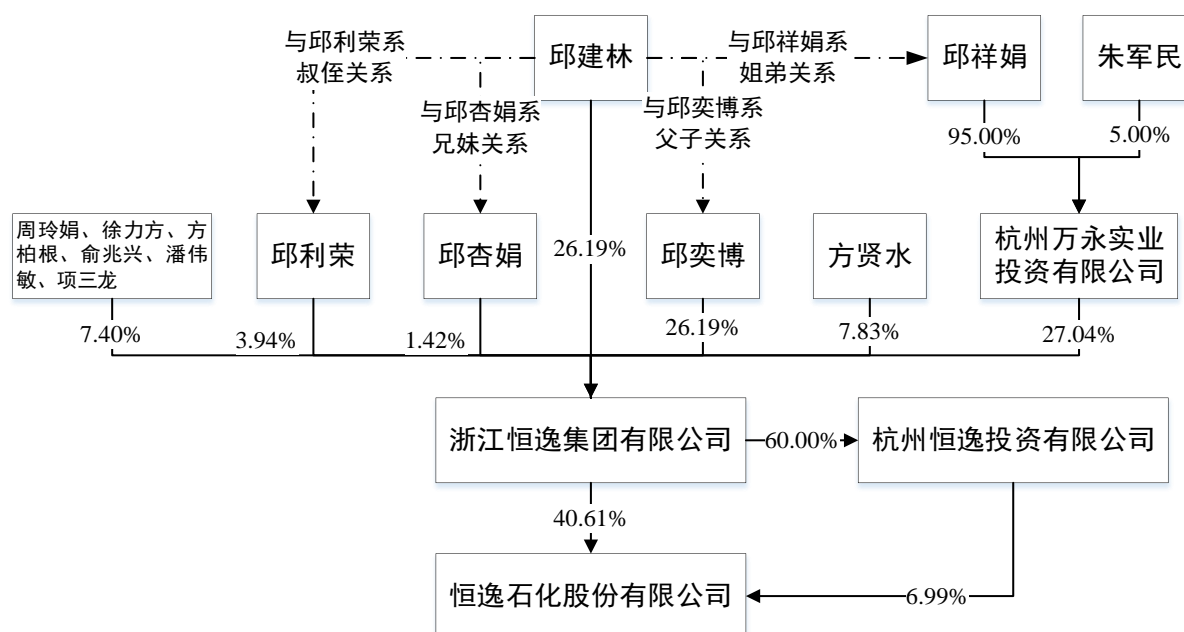 与邱利荣系
叔侄关系
邱建林
与邱祥娟系
姐弟关系
邱祥娟
朱军民
与邱杏娟系
兄妹关系
与邱奕博系
父子关系
95.00%
5.00%
周玲娟、徐力方、方
柏根、俞兆兴、潘伟
敏、项三龙
邱利荣
邱杏娟
26.19%
邱奕博
方贤水
杭州万永实业
投资有限公司
7.40%
3.94%
1.42%
26.19%
7.83%
27.04%
浙江恒逸集团有限公司
60.00%
杭州恒逸投资有限公司
40.61%
恒逸石化股份有限公司
6.99%